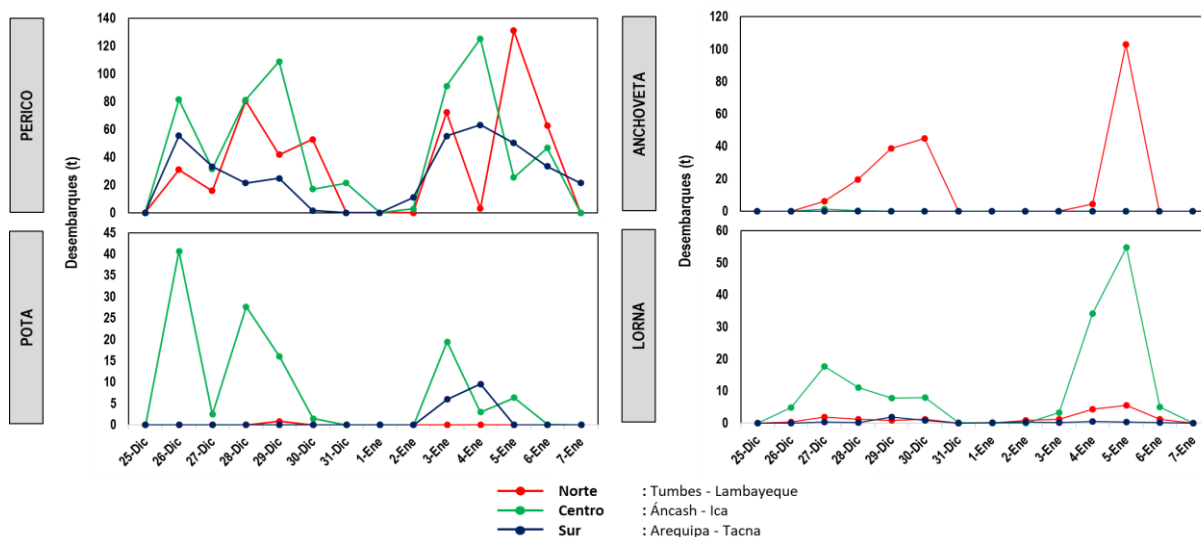 PERICO
Desembarques (t)
140
120
100
80
60
40
20
0
ANCHOVETA
Desembarques (t)
120
100
80
60
40
20
0
POTA
45
40
35
30
25
20
15
10
5
0
25-Dic
26-Dic
27-Dic
28-Dic
29-Dic
30-Dic
31-Dic
1-Ene
2-Ene
3-Ene
4-Ene
5-Ene
6-Ene
7-Ene
LORNA
60
50
40
30
20
10
0
25-Dic
26-Dic
27-Dic
28-Dic
29-Dic
30-Dic
31-Dic
1-Ene
2-Ene
3-Ene
4-Ene
5-Ene
6-Ene
7-Ene
Norte : Tumbes - Lambayeque
Centro : Áncash - Ica
Sur : Arequipa - Tacna